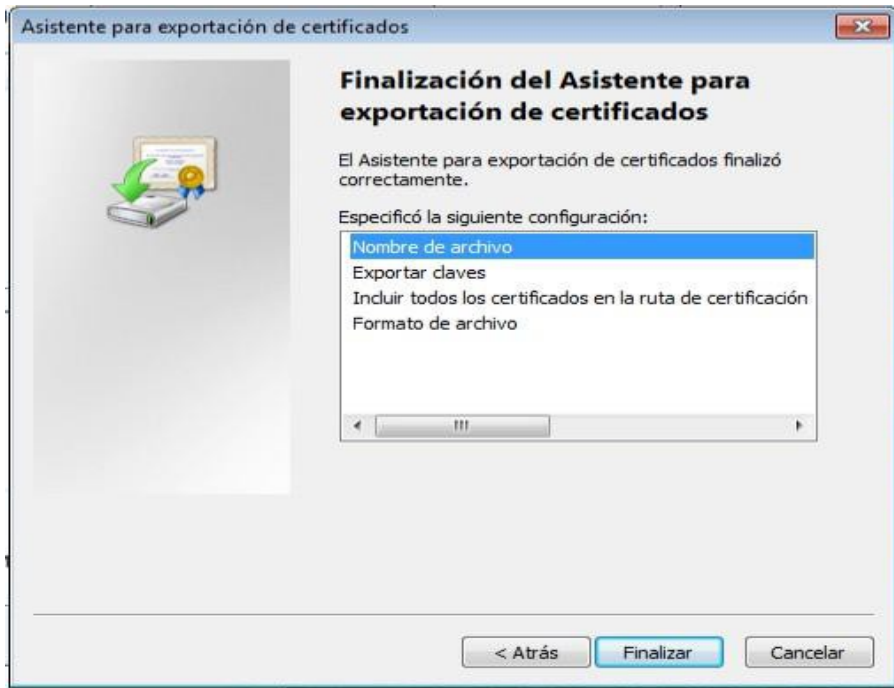 Asistente para exportación de certificados
Finalización del Asistente para
exportación de certificados
El Asistente para exportación de certificados finalizó
correctamente.
Especificó la siguiente configuración:
Nombre de archivo
Exportar claves
Incluir todos los certificados en la ruta de certificación
Formato de archivo
< Atrás
Finalizar
Cancelar